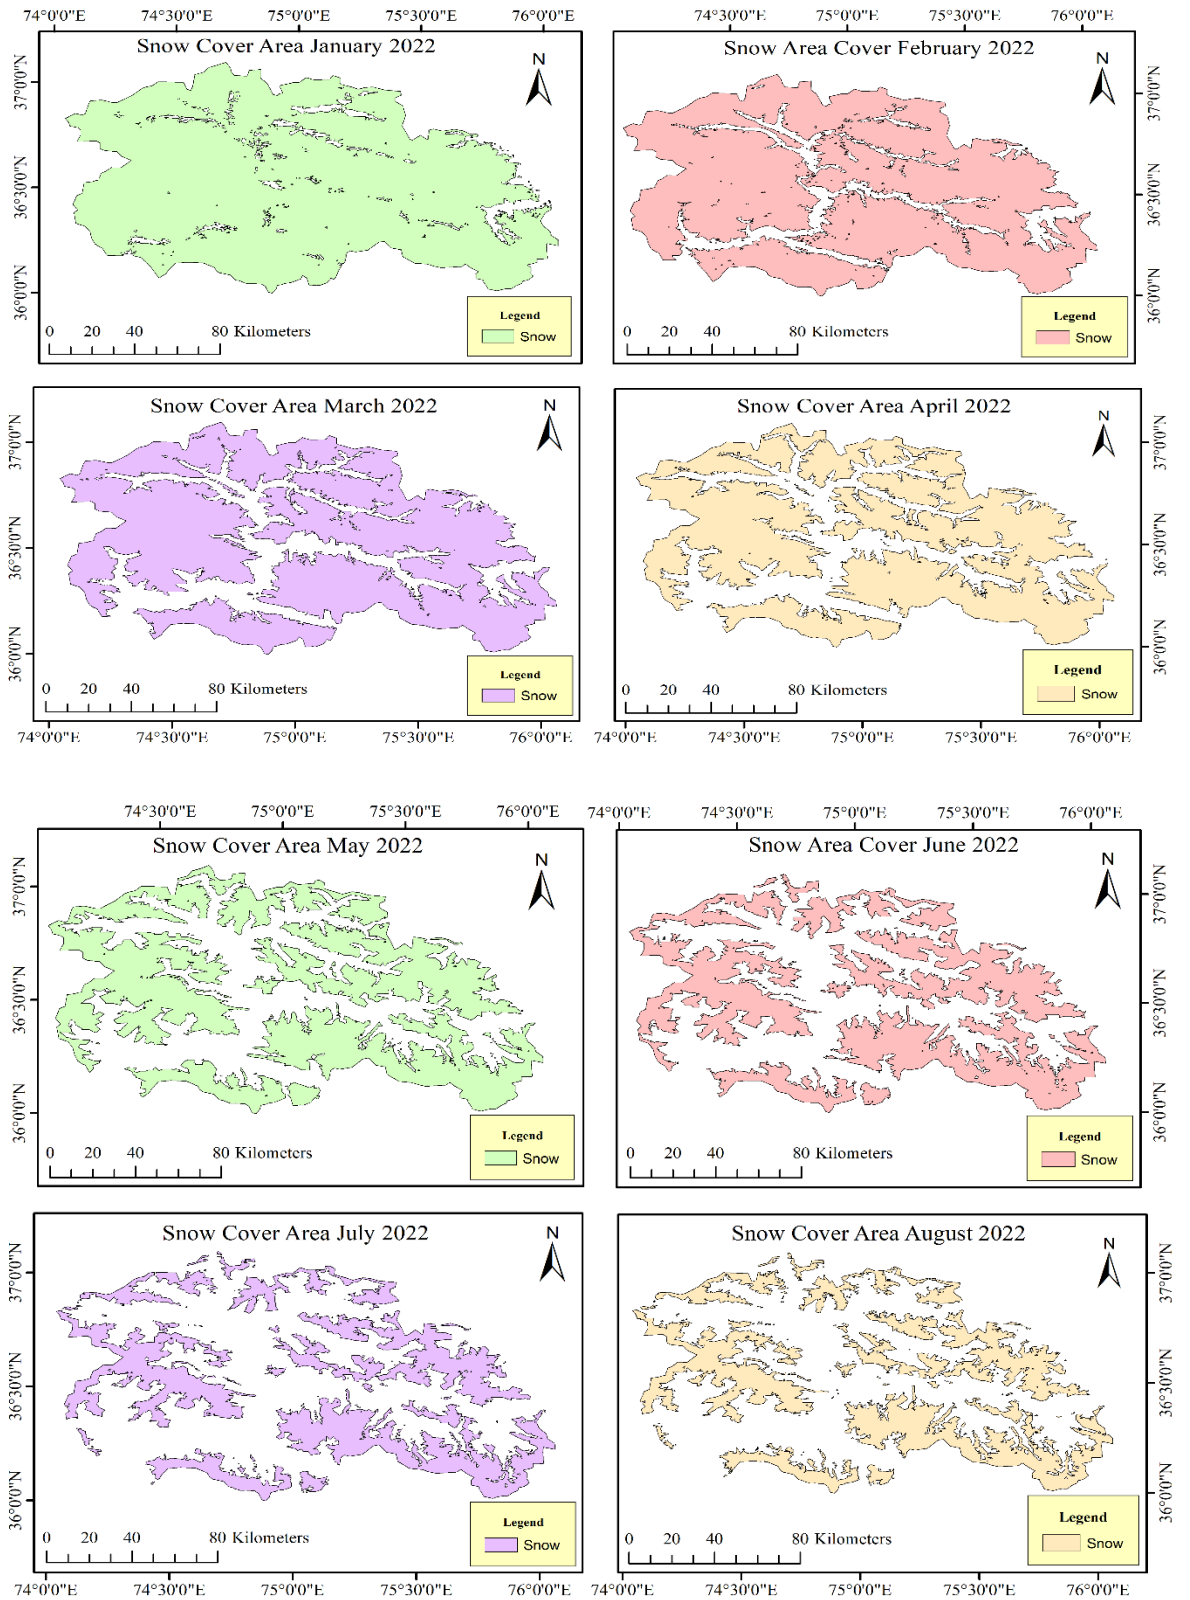 74°0'0"E 74°30'0"E 75°0'0"E 75°30'0"E 76°0'0"E
74°30'0"E 75°0'0"E 75°30'0"E 76°0'0"E
Snow Cover Area January 2022
N
37°0'0"N
36°30'0"N
36°0'0"N
0 20 40 80 Kilometers
Legend
Snow
Snow Area Cover February 2022
N
37°0'0"N
36°30'0"N
36°0'0"N
0 20 40 80 Kilometers
Legend
Snow
Snow Cover Area March 2022
N
37°0'0"N
36°30'0"N
36°0'0"N
0 20 40 80 Kilometers
Legend
Snow
74°0'0"E 74°30'0"E 75°0'0"E 75°30'0"E 76°0'0"E
Snow Cover Area April 2022
N
37°0'0"N
36°30'0"N
36°0'0"N
0 20 40 80 Kilometers
Legend
Snow
74°0'0"E 74°30'0"E 75°0'0"E 75°30'0"E 76°0'0"E
74°30'0"E 75°0'0"E 75°30'0"E 76°0'0"E
Snow Cover Area May 2022
N
37°0'0"N
36°30'0"N
36°0'0"N
0 20 40 80 Kilometers
Legend
Snow
74°0'0"E 74°30'0"E 75°0'0"E 75°30'0"E 76°0'0"E
Snow Area Cover June 2022
N
37°0'0"N
36°30'0"N
36°0'0"N
0 20 40 80 Kilometers
Legend
Snow
Snow Cover Area July 2022
N
37°0'0"N
36°30'0"N
36°0'0"N
0 20 40 80 Kilometers
Legend
Snow
74°0'0"E 74°30'0"E 75°0'0"E 75°30'0"E 76°0'0"E
Snow Cover Area August 2022
N
37°0'0"N
36°30'0"N
36°0'0"N
0 20 40 80 Kilometers
Legend
Snow
74°0'0"E 74°30'0"E 75°0'0"E 75°30'0"E 76°0'0"E